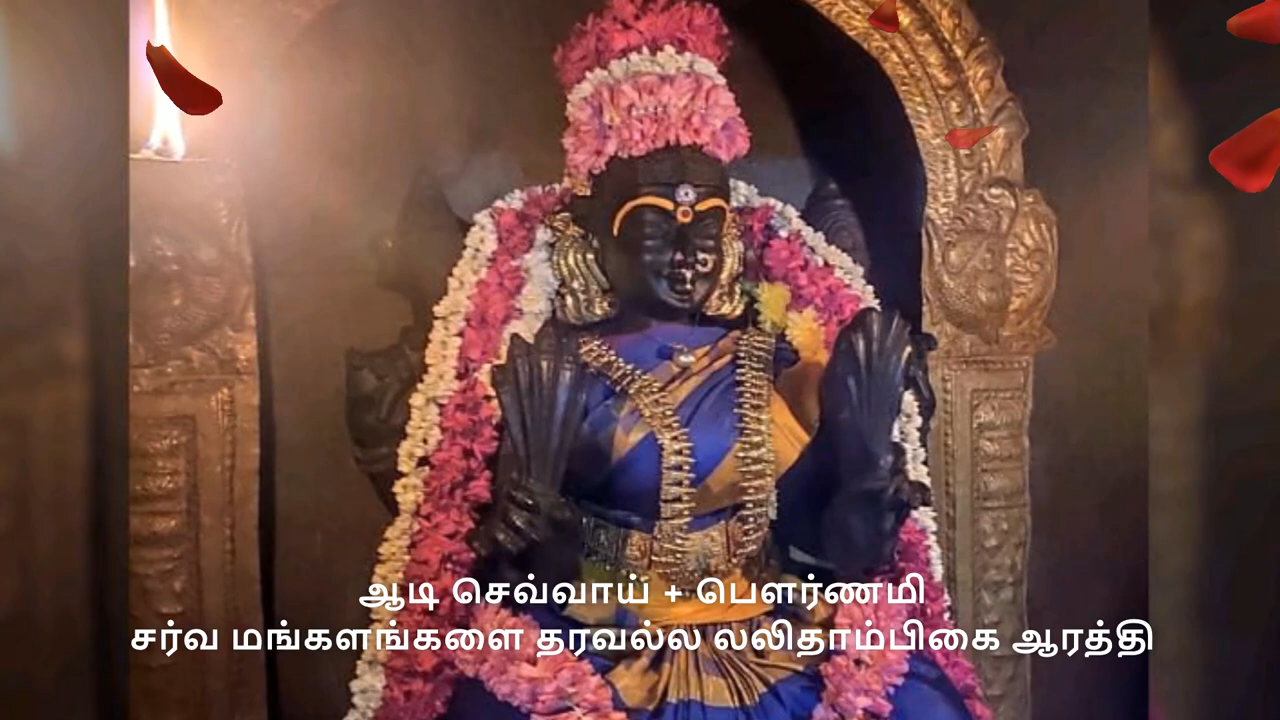 ஆடி செவ்வாய் + பௌர்ணமி
சர்வ மங்களங்களை தரவல்ல லலிதாம்பிகை ஆரத்தி